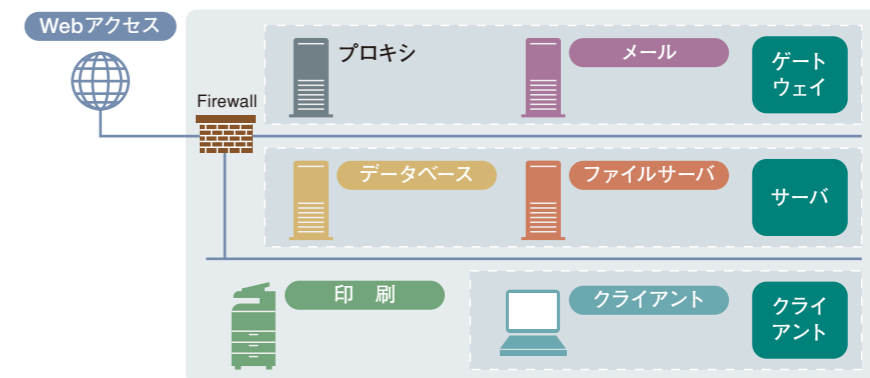 Webアクセス
プロキシ
メール
ゲート
ウェイ
Firewall
データベース
ファイルサーバ
サーバ
印 刷
クライアント
クライ
アント